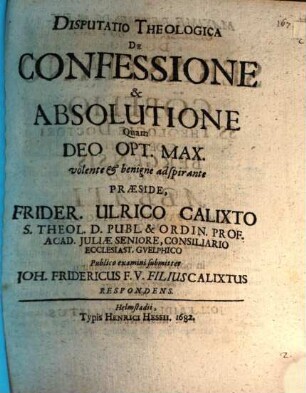 DISPUTATIO THEOLOGICA
DE
CONFESSIONE
&
ABSOLUTIONE
Quam
DEO OPT. MAX.
volente & benigne adspirante
PRÆSIDE,
FRIDER. ULRICO CALIXTO
S. THEOL. D. PUBL. & ORDIN. PROF.
ACAD. JULIÆ SENIORE, CONSILIARIO
ECCLESIAST. GVELPHICO
Publico examini submittet
JOH. FRIDERICUS F. V. FILIUS CALIXTUS
RESPONDENS.
Helmstadii,
Typis HENRICI HESSII. 1682.